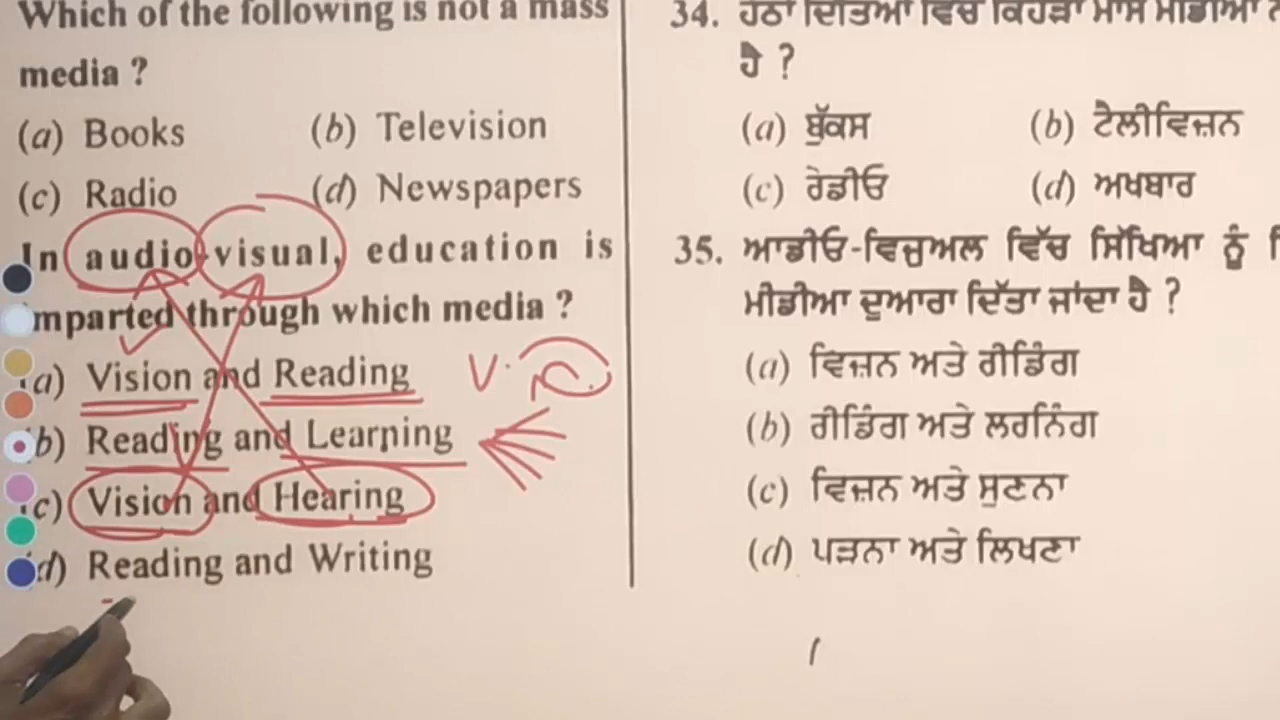 Which of the following is not a mass
media ?
(a) Books (b) Television
(c) Radio (d) Newspapers
In audio-visual, education is
imparted through which media ?
(a) Vision and Reading
(b) Reading and Learning
(c) Vision and Hearing
(d) Reading and Writing
V.
34. ਹੇਠਾਂ ਦਿੱਤਿਆਂ ਵਿੱਚੋਂ ਕਿਹੜਾ ਮਾਸ ਮੀਡੀਆ
ਹੈ ?
(a) ਬੁੱਕਸ (b) ਟੈਲੀਵਿਜ਼ਨ
(c) ਰੇਡੀਓ (d) ਅਖਬਾਰ
35. ਆਡੀਓ-ਵਿਜੁਅਲ ਵਿੱਚ ਸਿੱਖਿਆ ਨੂੰ
ਮੀਡੀਆ ਦੁਆਰਾ ਦਿੱਤਾ ਜਾਂਦਾ ਹੈ ?
(a) ਵਿਜ਼ਨ ਅਤੇ ਰੀਡਿੰਗ
(b) ਰੀਡਿੰਗ ਅਤੇ ਲਰਨਿੰਗ
(c) ਵਿਜ਼ਨ ਅਤੇ ਸੁਣਨਾ
(d) ਪੜਨਾ ਅਤੇ ਲਿਖਣਾ